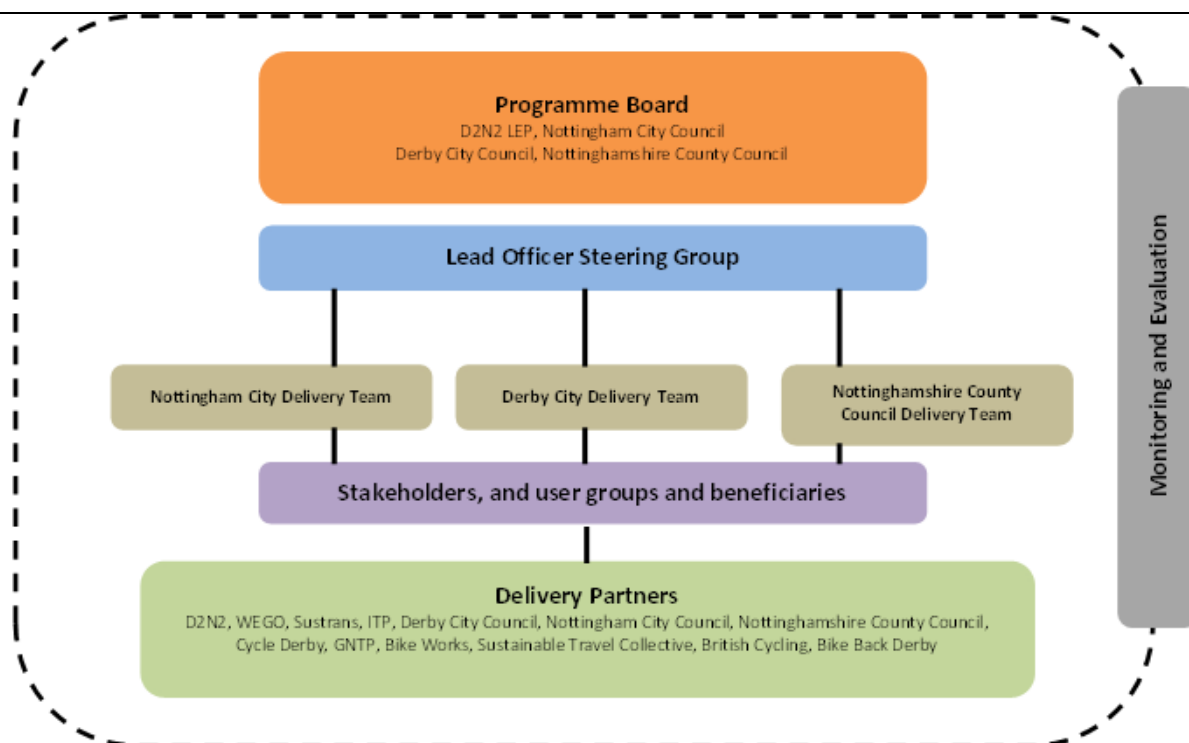 Programme Board
D2N2 LEP, Nottingham City Council
Derby City Council, Nottinghamshire County Council
Lead Officer Steering Group
Nottingham City Delivery Team
Derby City Delivery Team
Nottinghamshire County
Council Delivery Team
Stakeholders, and user groups and beneficiaries
Delivery Partners
D2N2, WEGO, Sustrans, ITP, Derby City Council, Nottingham City Council, Nottinghamshire County Council,
Cycle Derby, GNTP, Bike Works, Sustainable Travel Collective, British Cycling, Bike Back Derby
Monitoring and Evaluation